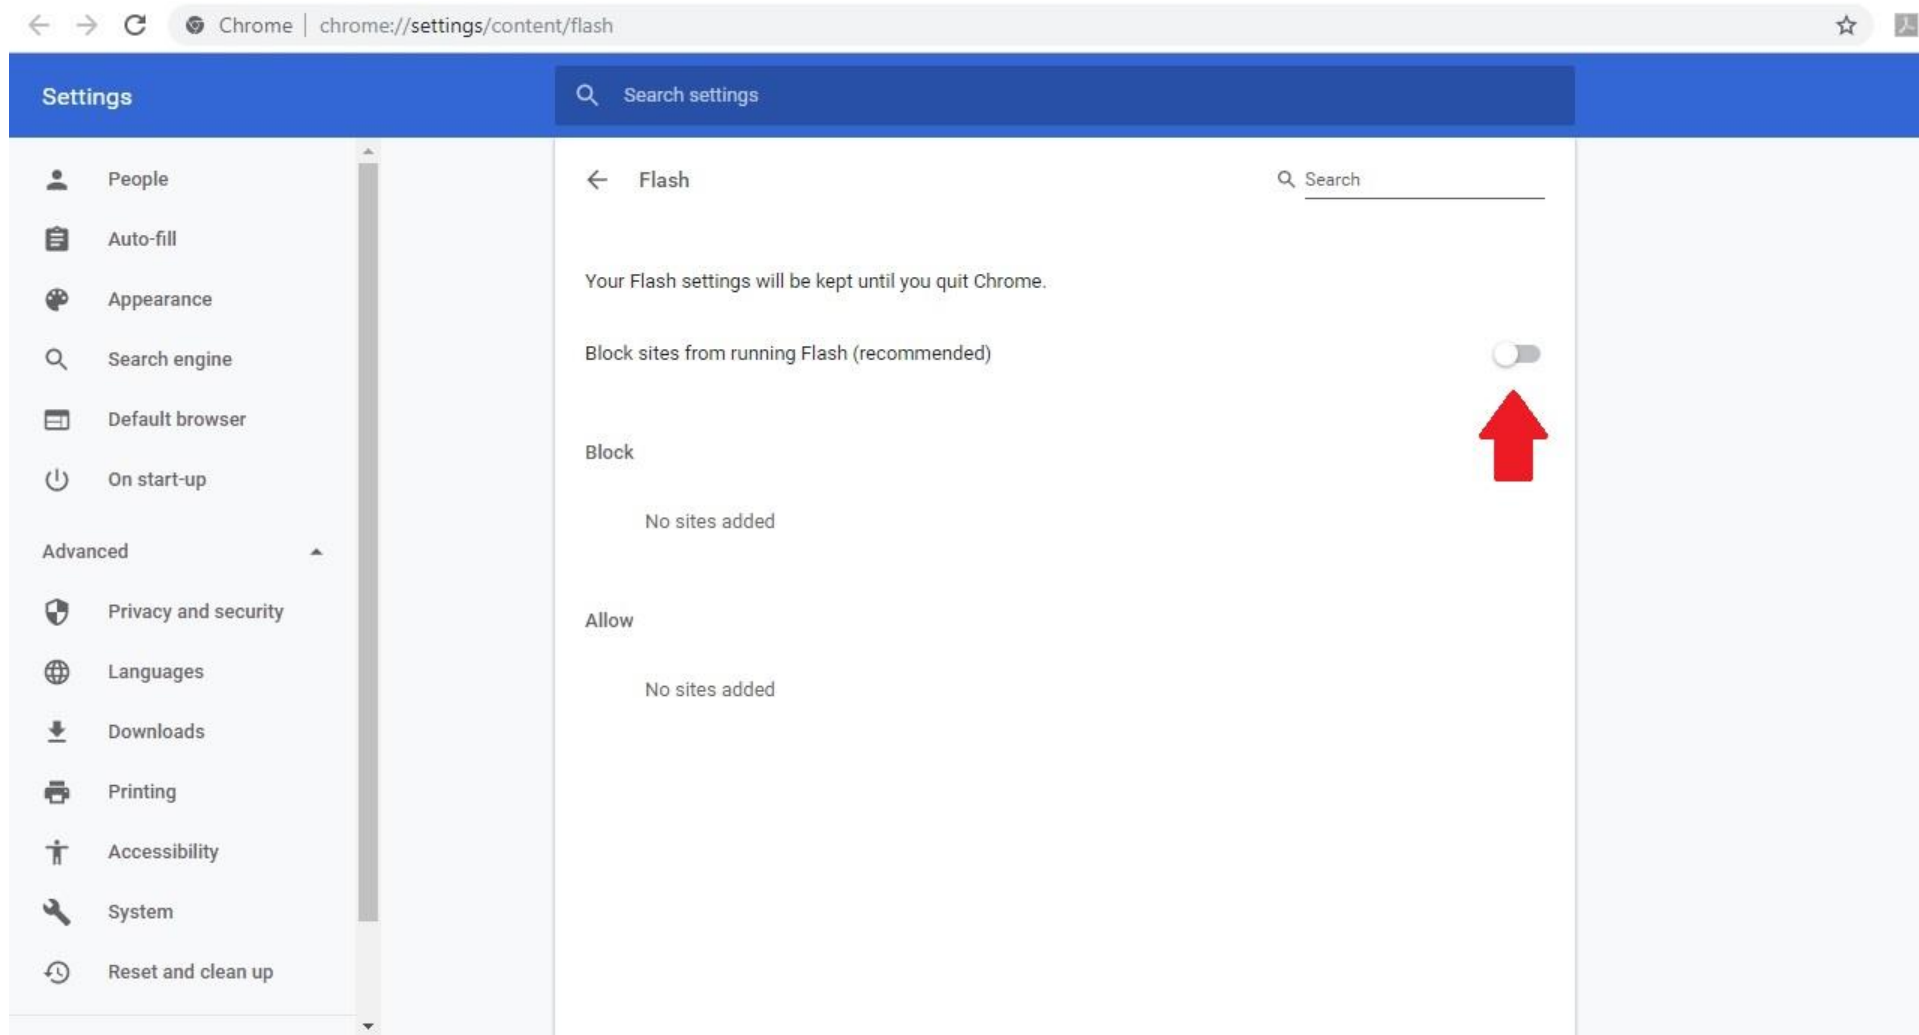 Chrome | chrome://settings/content/flash
Settings
Search settings
People
Auto-fill
Appearance
Search engine
Default browser
On start-up
Advanced
Privacy and security
Languages
Downloads
Printing
Accessibility
System
Reset and clean up
Flash
Search
Your Flash settings will be kept until you quit Chrome.
Block sites from running Flash (recommended)
Block
No sites added
Allow
No sites added